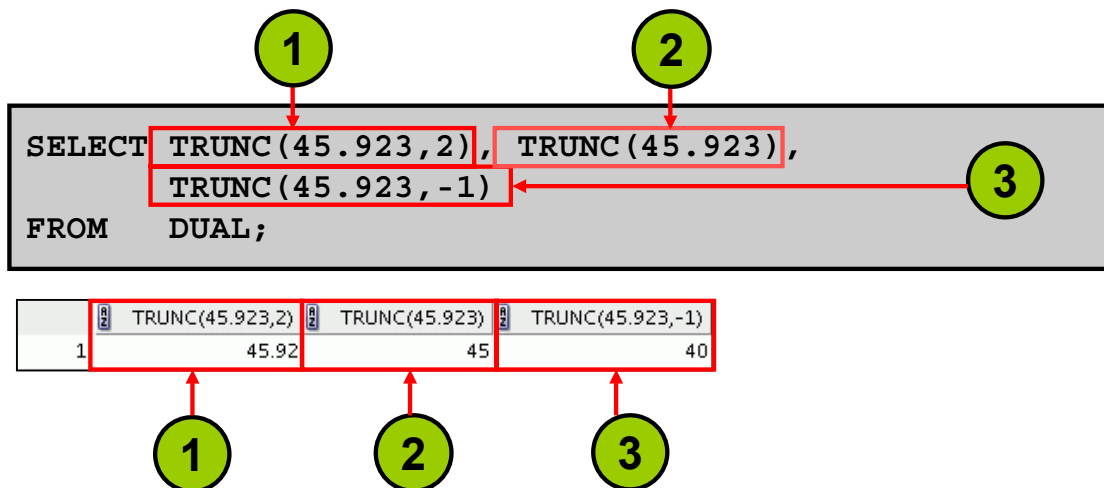 1 2
SELECT TRUNC(45.923,2), TRUNC(45.923),
TRUNC(45.923,-1) 3
FROM DUAL;
TRUNC(45.923,2) TRUNC(45.923) TRUNC(45.923,-1)
1 45.92 45 40
1 2 3